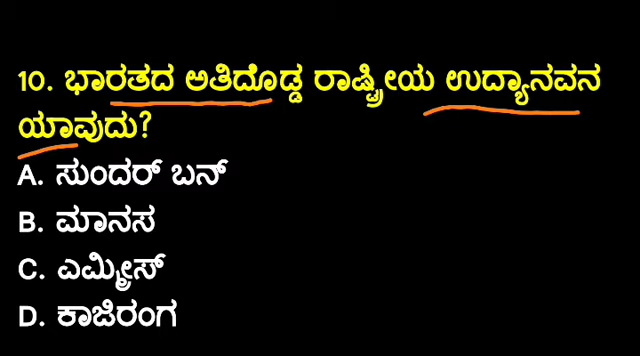 10. ಭಾರತದ ಅತಿದೊಡ್ಡ ರಾಷ್ಟ್ರೀಯ ಉದ್ಯಾನವನ
ಯಾವುದು?
A. ಸುಂದರ್ ಬನ್
B. ಮಾನಸ
C. ಎಮ್ಮಿಸ್
D. ಕಾಜಿರಂಗ